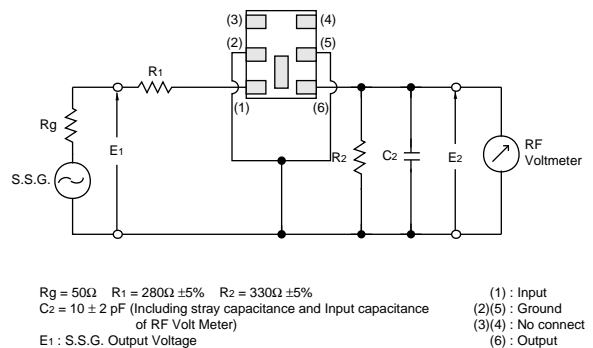 (3) (4)
(2) (5)
R1
(1) (6)
Rg
E1
R2
C2
E2
RF
Voltmeter
S.S.G.
Rg = 50Ω R1 = 280Ω ±5% R2 = 330Ω ±5%
C2 = 10 ± 2 pF (Including stray capacitance and Input capacitance
of RF Volt Meter)
E1 : S.S.G. Output Voltage
(1) : Input
(2)(5) : Ground
(3)(4) : No connect
(6) : Output